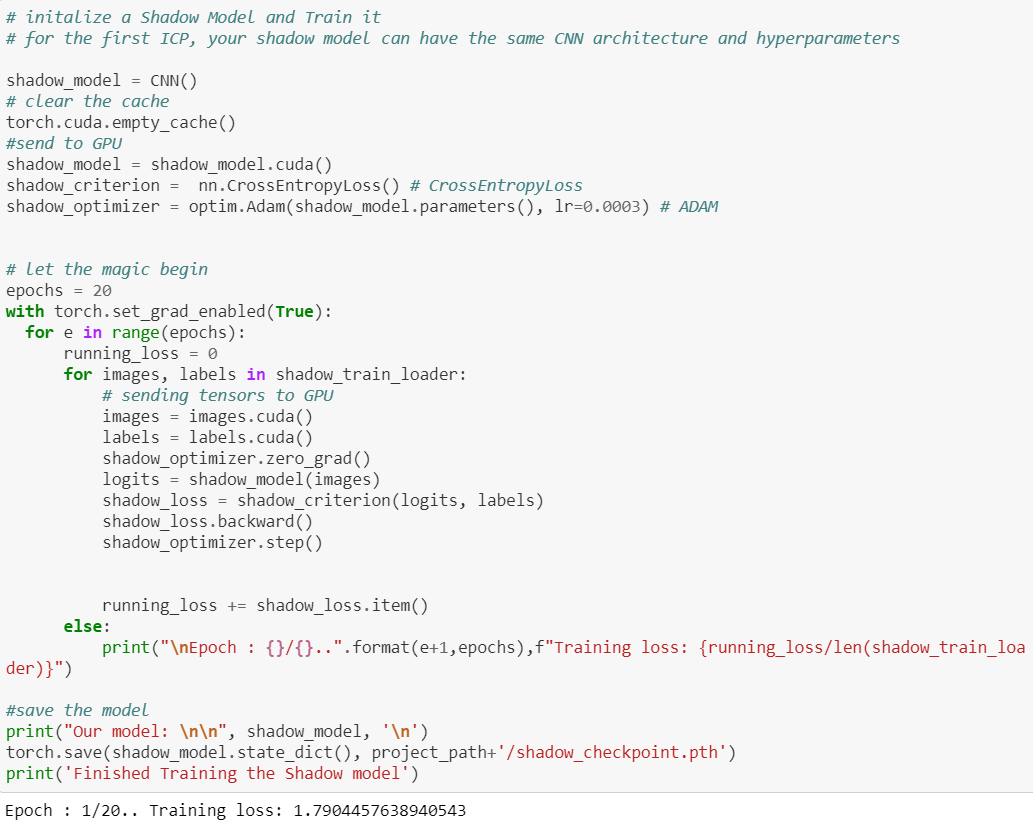 # initalize a Shadow Model and Train it
# for the first ICP, your shadow model can have the same CNN architecture and hyperparameters
shadow_model = CNN()
# clear the cache
torch.cuda.empty_cache()
#send to GPU
shadow_model = shadow_model.cuda()
shadow_criterion =  nn.CrossEntropyLoss() # CrossEntropyLoss
shadow_optimizer = optim.Adam(shadow_model.parameters(), lr=0.0003) # ADAM
# let the magic begin
epochs = 20
with torch.set_grad_enabled(True):
  for e in range(epochs):
      running_loss = 0
      for images, labels in shadow_train_loader:
          # sending tensors to GPU
          images = images.cuda()
          labels = labels.cuda()
          shadow_optimizer.zero_grad()
          logits = shadow_model(images)
          shadow_loss = shadow_criterion(logits, labels)
          shadow_loss.backward()
          shadow_optimizer.step()
          running_loss += shadow_loss.item()
      else:
          print("\nEpoch : {}/{}..".format(e+1,epochs),f"Training loss: {running_loss/len(shadow_train_loa
der)}")
#save the model
print("Our model: \n\n", shadow_model, '\n')
torch.save(shadow_model.state_dict(), project_path+'/shadow_checkpoint.pth')
print('Finished Training the Shadow model')
Epoch : 1/20.. Training loss: 1.7904457638940543